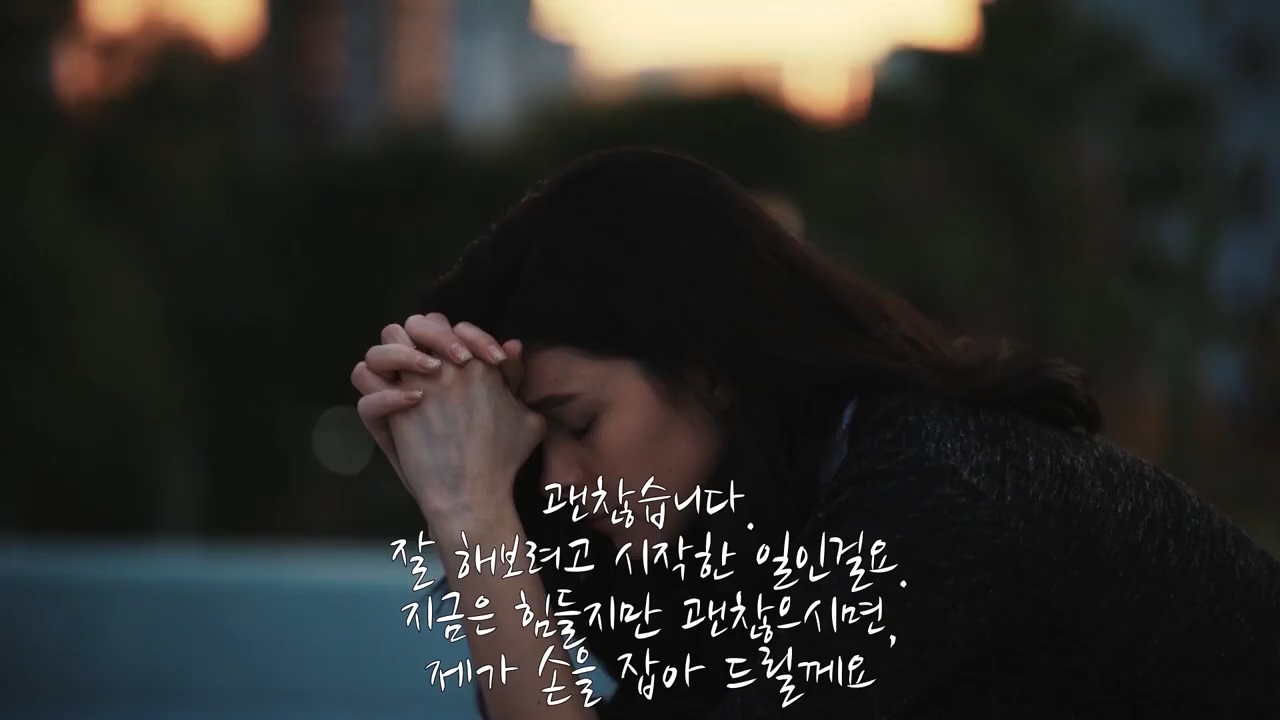 괜찮습니다.
잘 해보려고 시작한 일인걸요.
지금은 힘들지만 괜찮으시면,
제가 손을 잡아 드릴께요